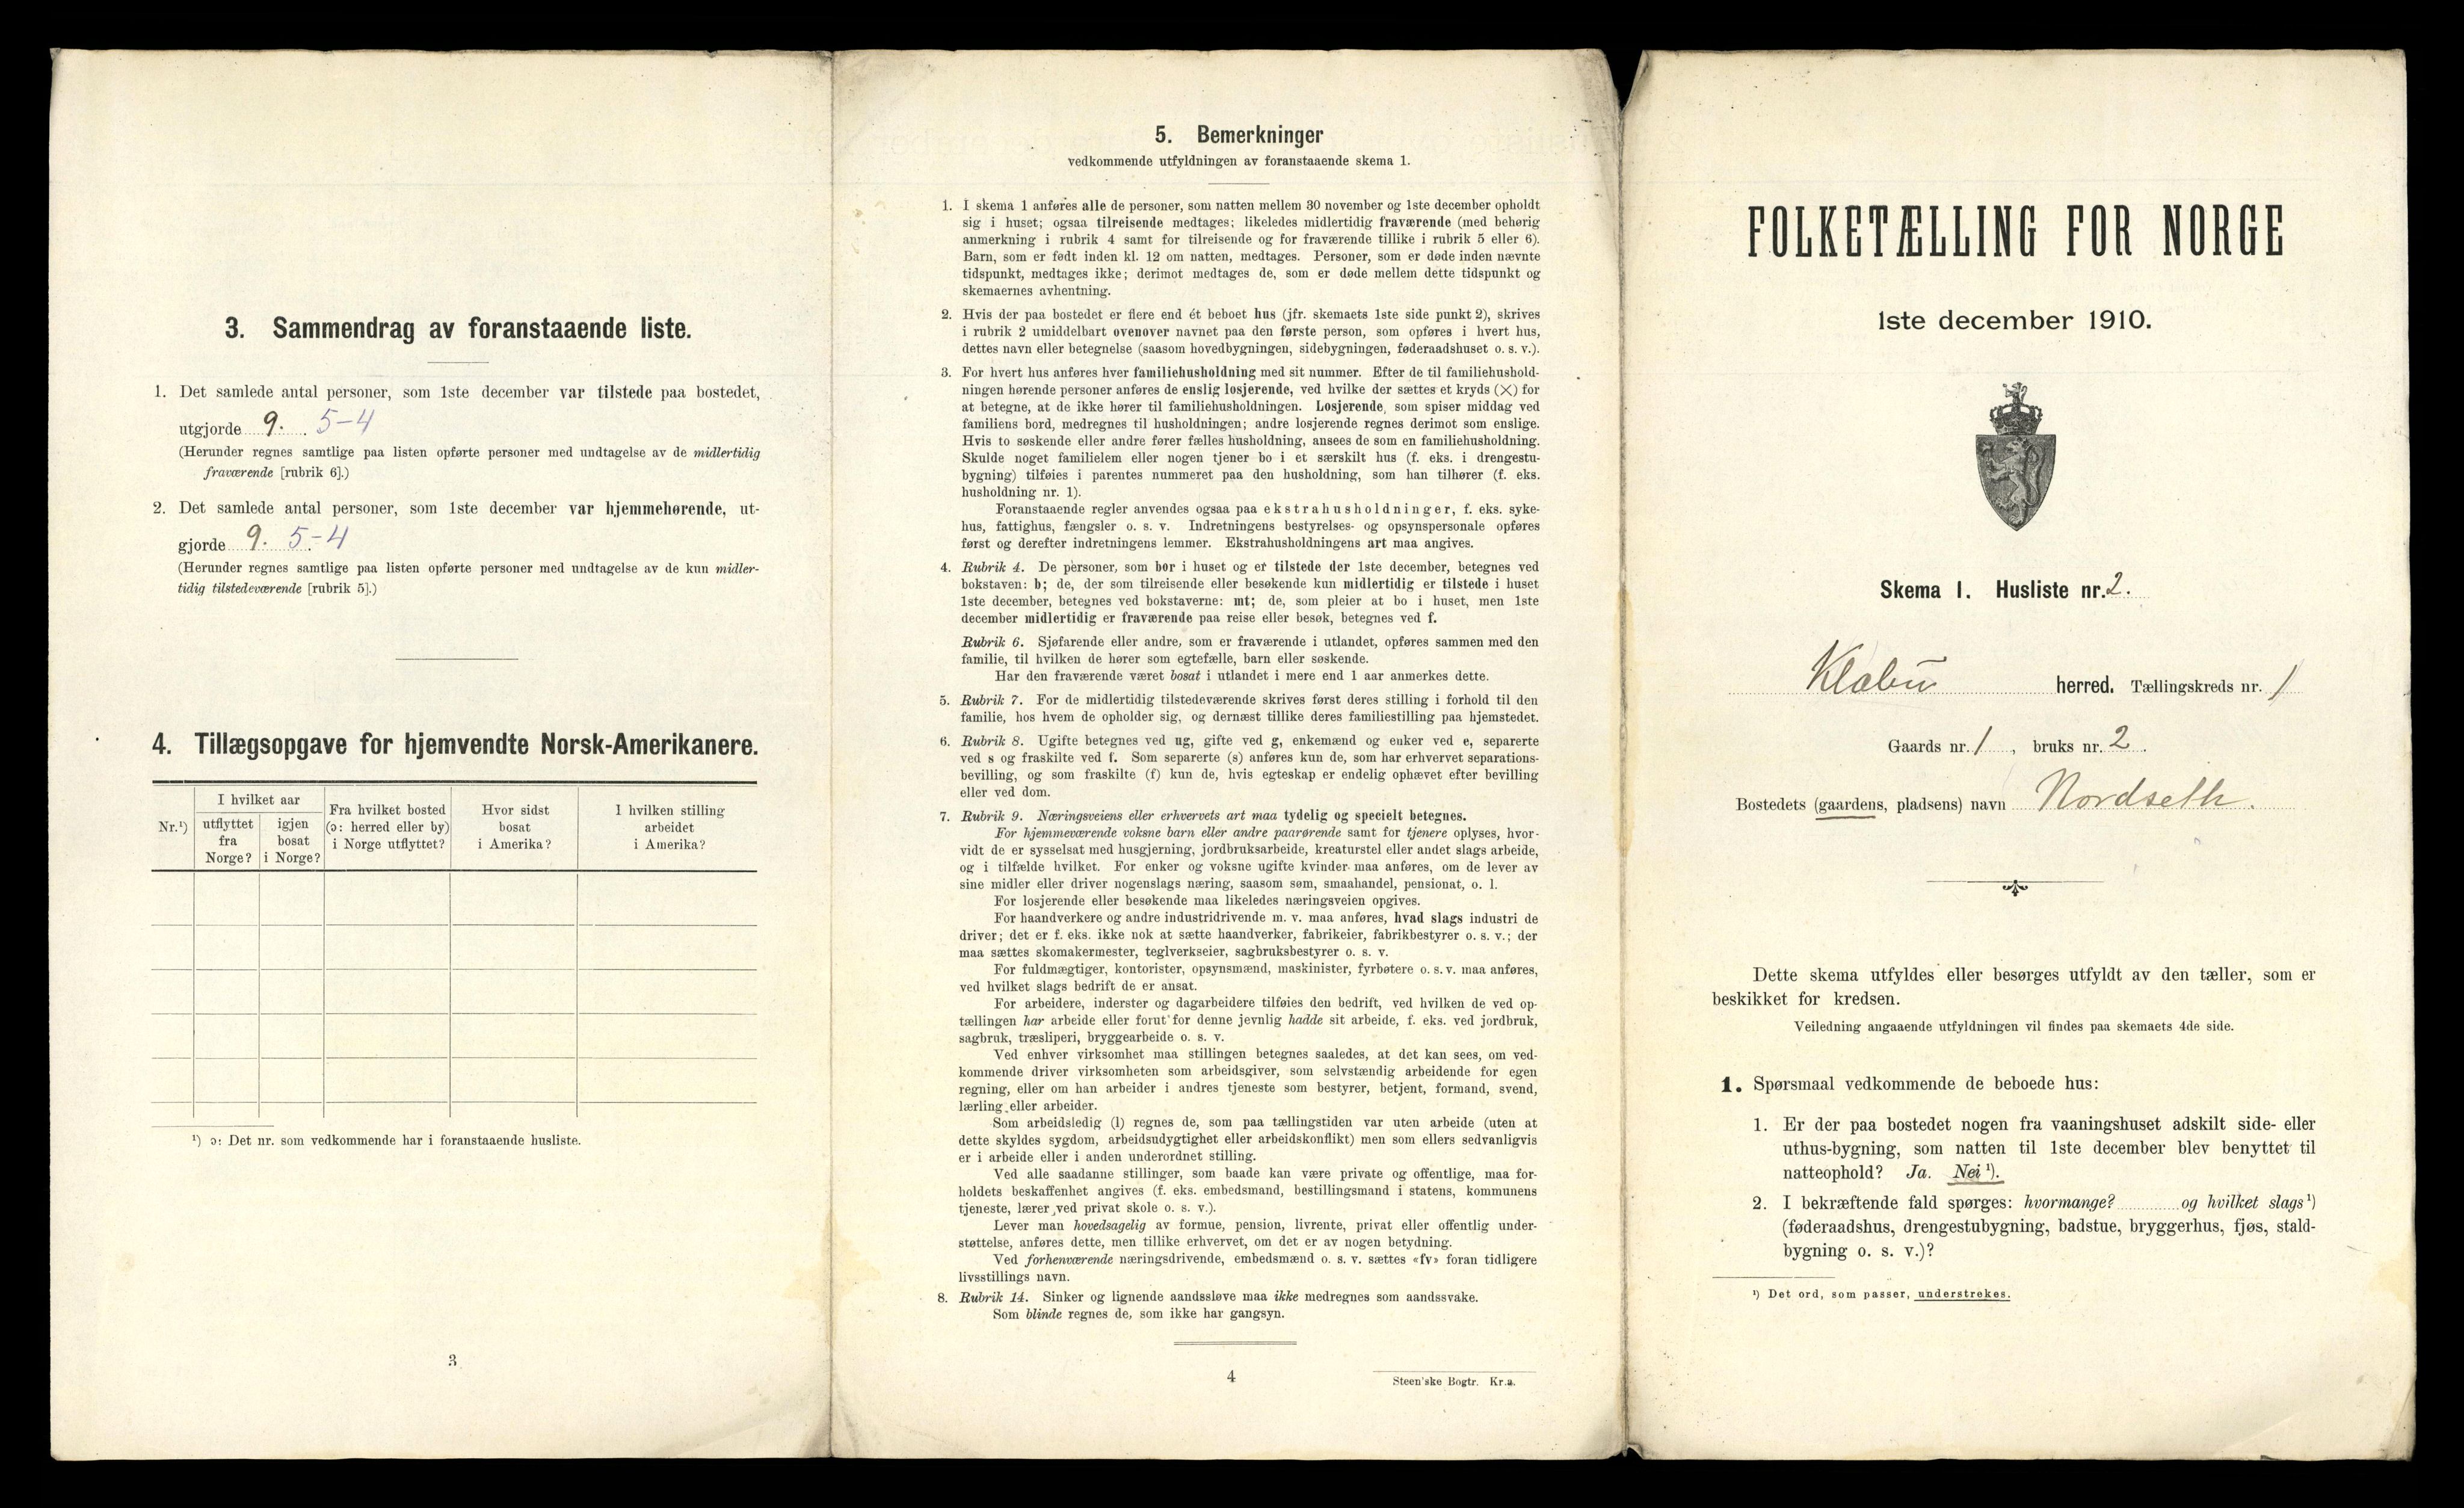 3. Sammendrag av foranstaaende liste.
1. Det samlede antal personer, som 1ste december var tilstede paa bostedet,
utgjorde 9. 5-4
(Herunder regnes samtlige paa listen opførte personer med undtagelse av de midlertidig
fraværende [rubrik 6].)
2. Det samlede antal personer, som 1ste december var hjemmehørende, ut-
gjorde 9. 5-4
(Herunder regnes samtlige paa listen opførte personer med undtagelse av de kun midler-
tidig tilstedeværende [rubrik 5].)
4. Tillægsopgave for hjemvendte Norsk-Amerikanere.
Nr.¹)
I hvilket aar
utflyttet
fra
Norge?
igjen
bosat
i Norge?
Fra hvilket bosted
(ɔ: herred eller by)
i Norge utflyttet?
Hvor sidst
bosat
i Amerika?
I hvilken stilling
arbeidet
i Amerika?
¹) ɔ: Det nr. som vedkommende har i foranstaaende husliste.
3
5. Bemerkninger
vedkommende utfyldningen av foranstaaende skema 1.
1. I skema 1 anføres alle de personer, som natten mellem 30 november og 1ste december opholdt
sig i huset; ogsaa tilreisende medtages; likeledes midlertidig fraværende (med behørig
anmerkning i rubrik 4 samt for tilreisende og for fraværende tillike i rubrik 5 eller 6).
Barn, som er født inden kl. 12 om natten, medtages. Personer, som er døde inden nævnte
tidspunkt, medtages ikke; derimot medtages de, som er døde mellem dette tidspunkt og
skemaernes avhentning.
2. Hvis der paa bostedet er flere end ét beboet hus (jfr. skemaets 1ste side punkt 2), skrives
i rubrik 2 umiddelbart ovenover navnet paa den første person, som opføres i hvert hus,
dettes navn eller betegnelse (saasom hovedbygningen, sidebygningen, føderaadshuset o. s. v.).
3. For hvert hus anføres hver familiehusholdning med sit nummer. Efter de til familiehushold-
ningen hørende personer anføres de enslig losjerende, ved hvilke der sættes et kryds (×) for
at betegne, at de ikke hører til familiehusholdningen. Losjerende, som spiser middag ved
familiens bord, medregnes til husholdningen; andre losjerende regnes derimot som enslige.
Hvis to søskende eller andre fører fælles husholdning, ansees de som en familiehusholdning.
Skulde noget familielem eller nogen tjener bo i et særskilt hus (f. eks. i drengestu-
bygning) tilføies i parentes nummeret paa den husholdning, som han tilhører (f. eks.
husholdning nr. 1).
Foranstaaende regler anvendes ogsaa paa ekstrahusholdninger, f. eks. syke-
hus, fattighus, fængsler o. s. v. Indretningens bestyrelses- og opsynspersonale opføres
først og derefter indretningens lemmer. Ekstrahusholdningens art maa angives.
4. Rubrik 4. De personer, som bor i huset og er tilstede der 1ste december, betegnes ved
bokstaven: b; de, der som tilreisende eller besøkende kun midlertidig er tilstede i huset
1ste december, betegnes ved bokstaverne: mt; de, som pleier at bo i huset, men 1ste
december midlertidig er fraværende paa reise eller besøk, betegnes ved f.
Rubrik 6. Sjøfarende eller andre, som er fraværende i utlandet, opføres sammen med den
familie, til hvilken de hører som egtefælle, barn eller søskende.
Har den fraværende været bosat i utlandet i mere end 1 aar anmerkes dette.
5. Rubrik 7. For de midlertidig tilstedeværende skrives først deres stilling i forhold til den
familie, hos hvem de opholder sig, og dernæst tillike deres familiestilling paa hjemstedet.
6. Rubrik 8. Ugifte betegnes ved ug, gifte ved g, enkemænd og enker ved e, separerte
ved s og fraskilte ved f. Som separerte (s) anføres kun de, som har erhvervet separations-
bevilling, og som fraskilte (f) kun de, hvis egteskap er endelig ophævet efter bevilling
eller ved dom.
7. Rubrik 9. Næringsveiens eller erhvervets art maa tydelig og specielt betegnes.
For hjemmeværende voksne barn eller andre paarørende samt for tjenere oplyses, hvor-
vidt de er sysselsat med husgjerning, jordbruksarbeide, kreaturstel eller andet slags arbeide,
og i tilfælde hvilket. For enker og voksne ugifte kvinder maa anføres, om de lever av
sine midler eller driver nogenslags næring, saasom søm, smaahandel, pensionat, o. l.
For losjerende eller besøkende maa likeledes næringsveien opgives.
For haandverkere og andre industridrivende m. v. maa anføres, hvad slags industri de
driver; det er f. eks. ikke nok at sætte haandverker, fabrikeier, fabrikbestyrer o. s. v.; der
maa sættes skomakermester, teglverkseier, sagbruksbestyrer o. s. v.
For fuldmægtiger, kontorister, opsynsmænd, maskinister, fyrbøtere o. s. v. maa anføres,
ved hvilket slags bedrift de er ansat.
For arbeidere, inderster og dagarbeidere tilføies den bedrift, ved hvilken de ved op-
tællingen har arbeide eller forut for denne jevnlig hadde sit arbeide, f. eks. ved jordbruk,
sagbruk, træsliperi, bryggearbeide o. s. v.
Ved enhver virksomhet maa stillingen betegnes saaledes, at det kan sees, om ved-
kommende driver virksomheten som arbeidsgiver, som selvstændig arbeidende for egen
regning, eller om han arbeider i andres tjeneste som bestyrer, betjent, formand, svend,
lærling eller arbeider.
Som arbeidsledig (l) regnes de, som paa tællingstiden var uten arbeide (uten at
dette skyldes sygdom, arbeidsudygtighet eller arbeidskonflikt) men som ellers sedvanligvis
er i arbeide eller i anden underordnet stilling.
Ved alle saadanne stillinger, som baade kan være private og offentlige, maa for-
holdets beskaffenhet angives (f. eks. embedsmand, bestillingsmand i statens, kommunens
tjeneste, lærer ved privat skole o. s. v.).
Lever man hovedsagelig av formue, pension, livrente, privat eller offentlig under-
støttelse, anføres dette, men tillike erhvervet, om det er av nogen betydning.
Ved forhenværende næringsdrivende, embedsmænd o. s. v. sættes «fv» foran tidligere
livsstillings navn.
8. Rubrik 14. Sinker og lignende aandssløve maa ikke medregnes som aandssvake.
Som blinde regnes de, som ikke har gangsyn.
4
Steen'ske Bogtr. Kr.a.
FOLKETÆLLING FOR NORGE
1ste december 1910.
Skema 1. Husliste nr. 2.
Klæbu herred. Tællingskreds nr. 1
Gaards nr. 1, bruks nr. 2.
Bostedets (gaardens, pladsens) navn Nordseth.
Dette skema utfyldes eller besørges utfyldt av den tæller, som er
beskikket for kredsen.
Veiledning angaaende utfyldningen vil findes paa skemaets 4de side.
1. Spørsmaal vedkommende de beboede hus:
1. Er der paa bostedet nogen fra vaaningshuset adskilt side- eller
uthus-bygning, som natten til 1ste december blev benyttet til
natteophold? Ja. Nei ¹).
2. I bekræftende fald spørges: hvormange? og hvilket slags ¹)
(føderaadshus, drengestubygning, badstue, bryggerhus, fjøs, stald-
bygning o. s. v.)?
¹) Det ord, som passer, understrekes.